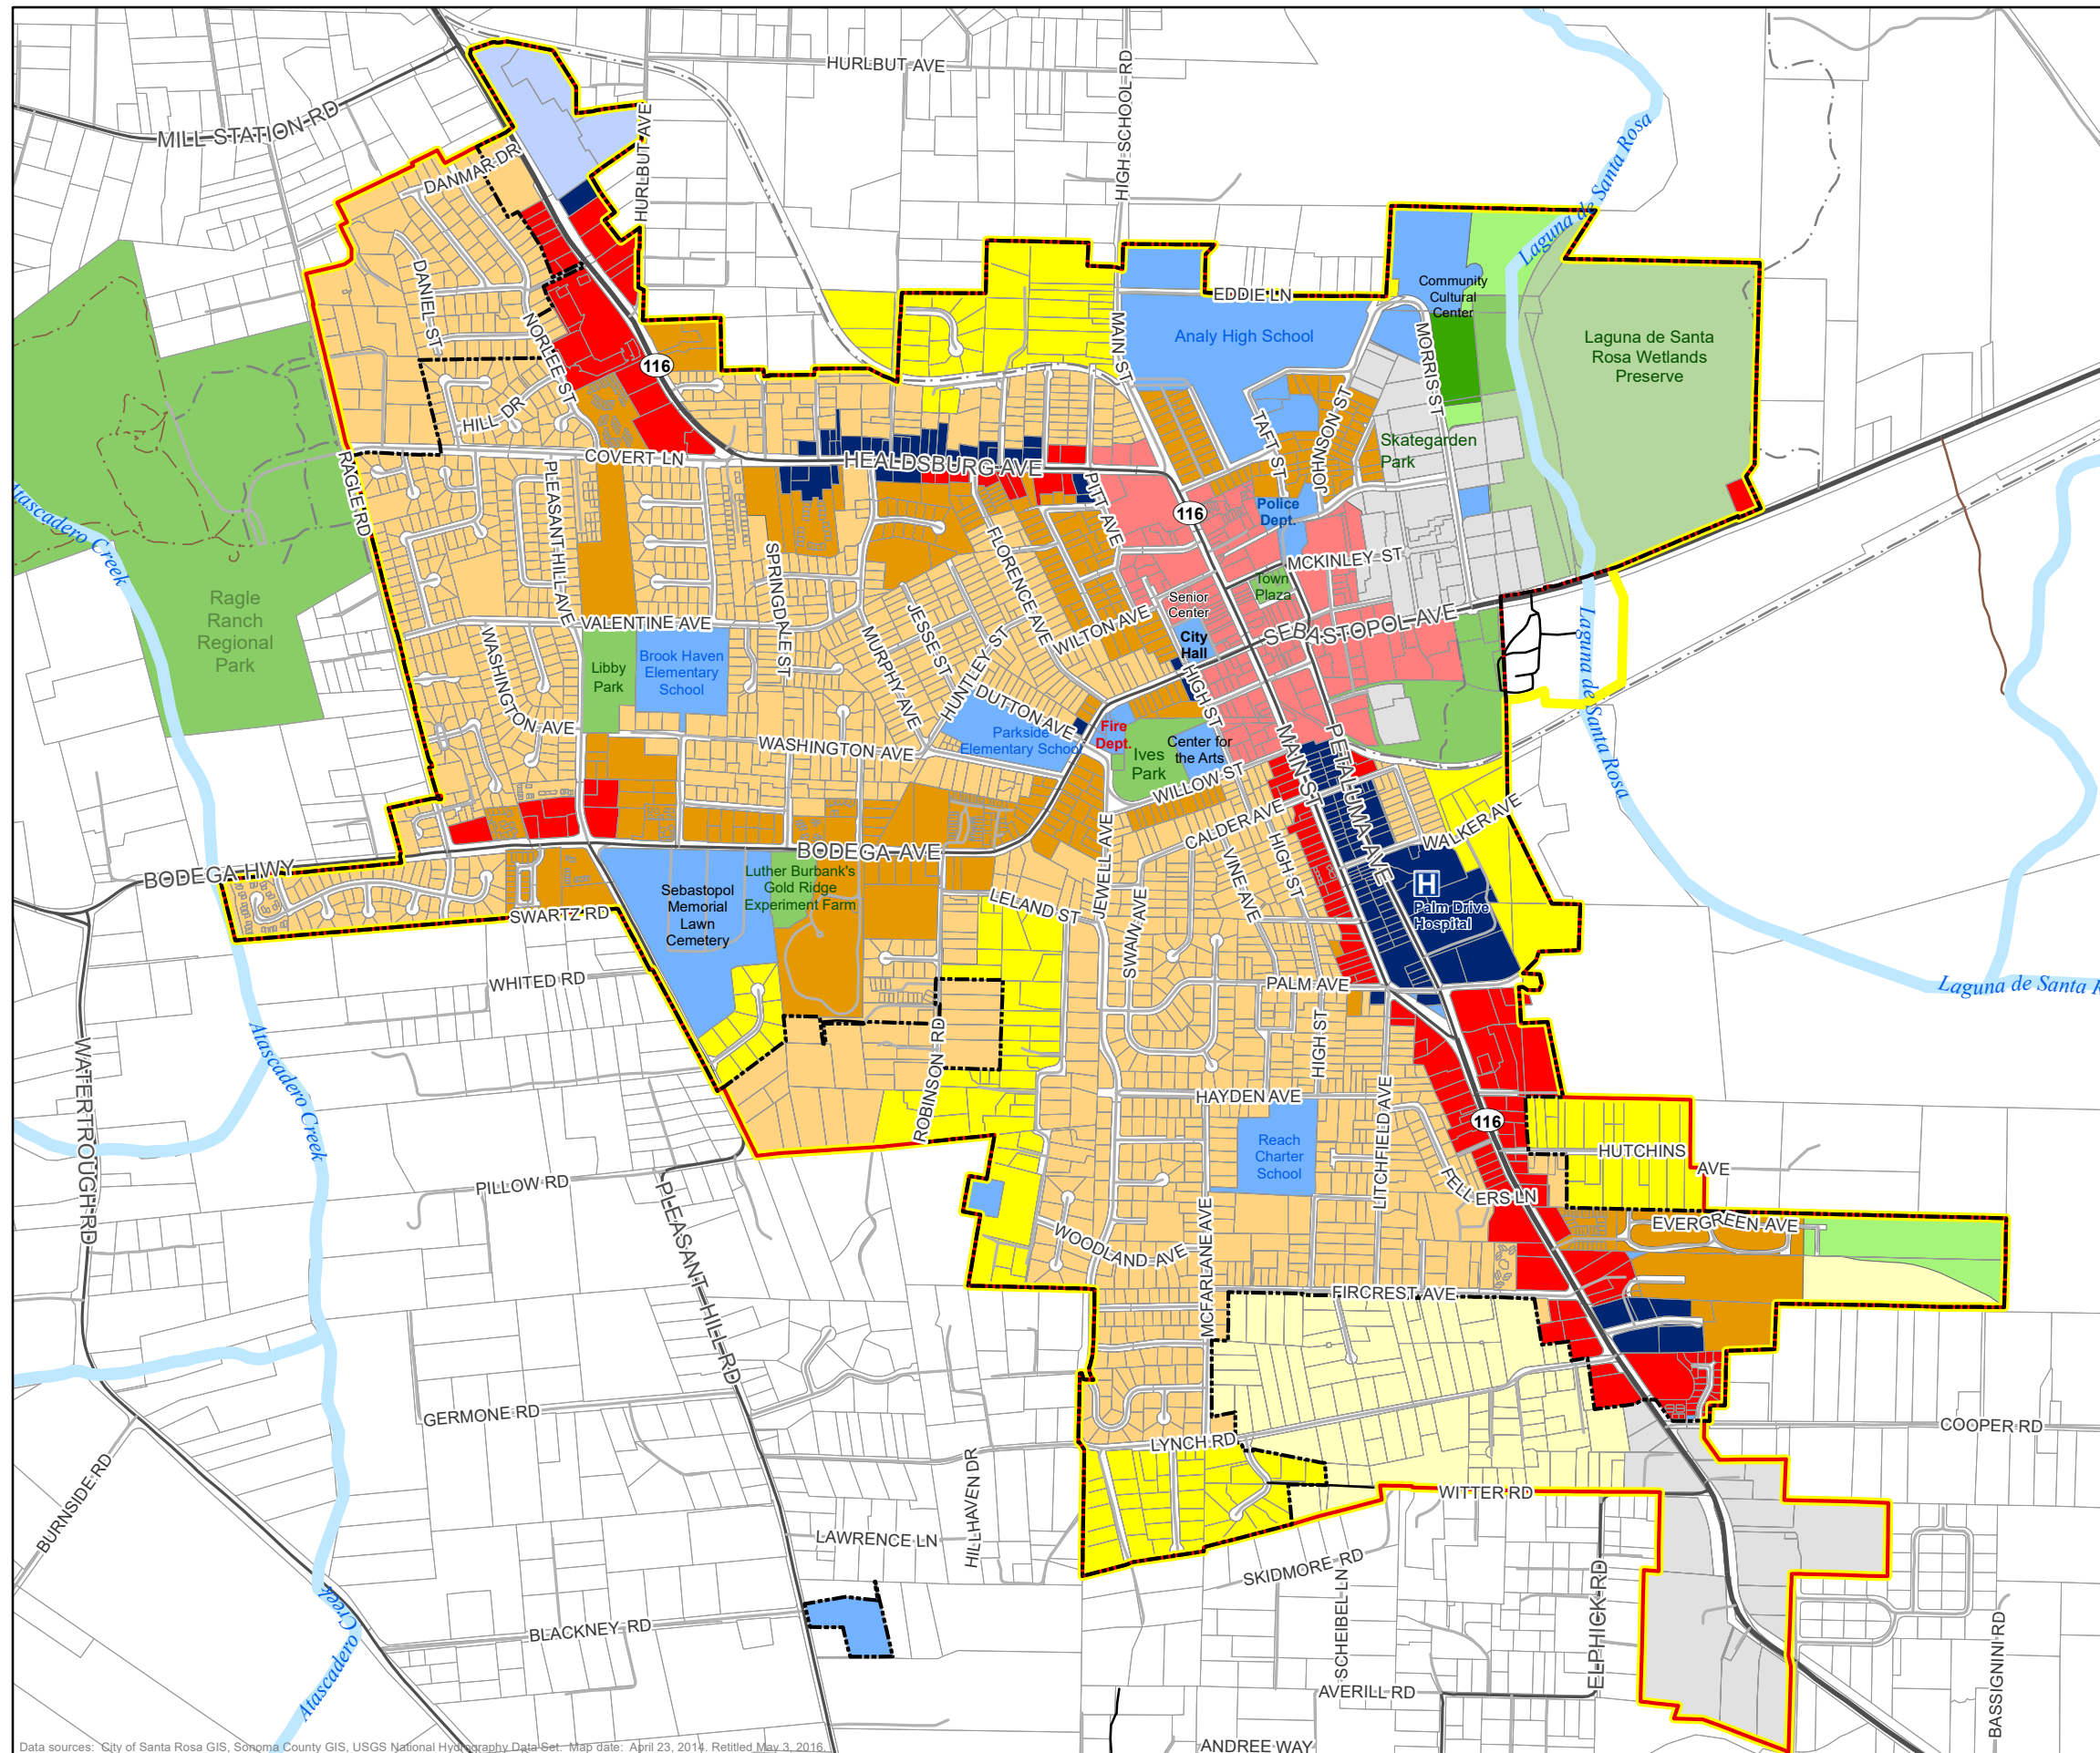 HURLBUT AVE
HIGH SCHOOL RD
MILL STATION RD
HURLBUT AVE
DANMAR DR
Laguna de Santa Rosa
DANIEL ST
NORLEE ST
116
MAIN ST
EDDIE LN
Community
Cultural
Center
Analy High School
MORRIS ST
Laguna de Santa
Rosa Wetlands
Preserve
HILL DR
TAFT ST
JOHNSON ST
Skategarden
Park
COVERT LN
HEALDSBURG AVE
RAGLE RD
PLEASANT HILL AVE
PITT AVE
116
Police
Dept.
Atascadero Creek
SPRINGDALE ST
FLORENCE AVE
MCKINLEY ST
Town
Plaza
Ragle
Ranch
Regional
Park
Senior
Center
JESSE ST
WILTON AVE
VALENTINE AVE
SEBASTOPOL AVE
City
Hall
Laguna de Santa Rosa
WASHINGTON AVE
Libby
Park
Brook Haven
Elementary
School
MURPHY AVE
HUNTLEY ST
DUTTON AVE
HIGH ST
Fire
Dept.
Parkside
Elementary School
WASHINGTON AVE
Ives
Park
Center for
the Arts
MAIN ST
PETALUMA AVE
WILLOW ST
CALDER AVE
WALKER AVE
BODEGA HWY
BODEGA AVE
JEWELL AVE
VINE AVE
HIGH ST
Luther Burbank's
Gold Ridge
Experiment Farm
Sebastopol
Memorial
Lawn
Cemetery
H
Palm Drive
Hospital
SWARTZ RD
LELAND ST
SWAIN AVE
WHITED RD
PALM AVE
Laguna de Santa R
Atascadero Creek
WATERTROUGH RD
ROBINSON RD
HIGH ST
LITCHFIELD AVE
HAYDEN AVE
116
Reach
Charter
School
HUTCHINS
AVE
PILLOW RD
PLEASANT HILL RD
FELLERS LN
EVERGREEN AVE
WOODLAND AVE
MCFARLANE AVE
FIRCREST AVE
GERMONE RD
LYNCH RD
COOPER RD
BURNSIDE RD
HILLHAVEN DR
WITTER RD
LAWRENCE LN
SKIDMORE RD
SCHEIBEL LN
ELPHICK RD
Atascadero
Creek
BLACKNEY RD
BASSIGNINI RD
AVERILL RD
ANDREE WAY
Data sources: City of Santa Rosa GIS, Sonoma County GIS, USGS National Hydrography Data Set. Map date: April 23, 2014. Retitled May 3, 2016.